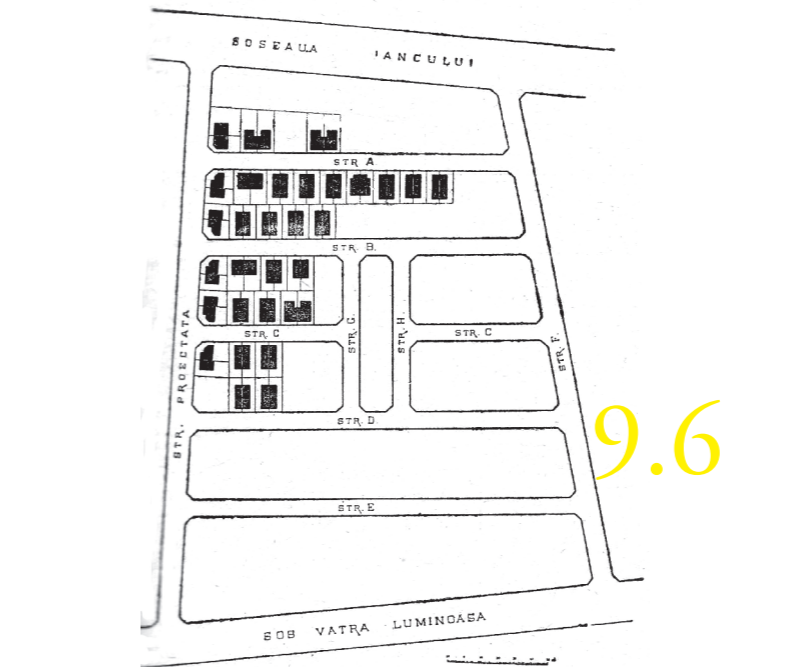 SOSEAUA IANCULUI
STR A
STR. B.
STR. PROECTATA
STR. G.
STR. H.
STR. C
STR. C
STR. F.
STR. D.
9.6
STR. E
SOS VATRA LUMINOASA